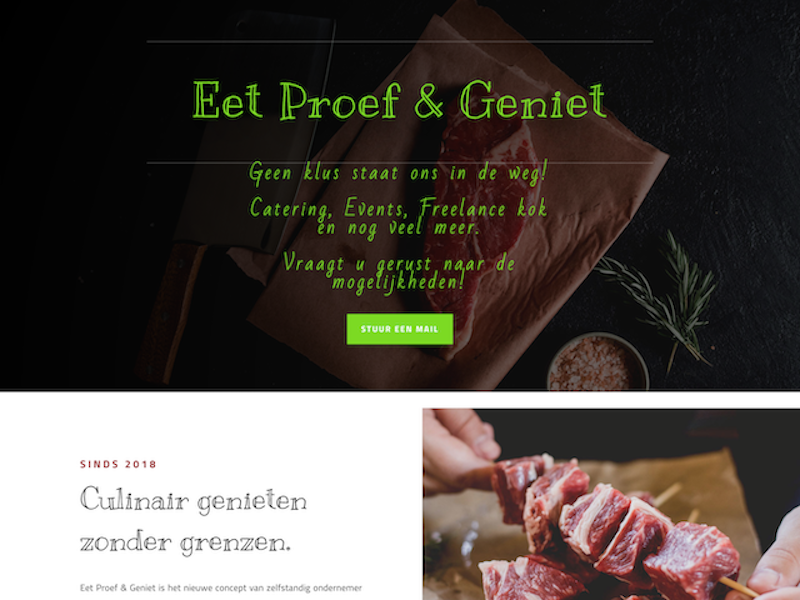 Eet Proef & Geniet
Geen klus staat ons in de weg!
Catering, Events, Freelance kok
en nog veel meer.
Vraagt u gerust naar de
mogelijkheden!
STUUR EEN MAIL
SINDS 2018
Culinair genieten
zonder grenzen.
Eet Proef & Geniet is het nieuwe concept van zelfstandig ondernemer